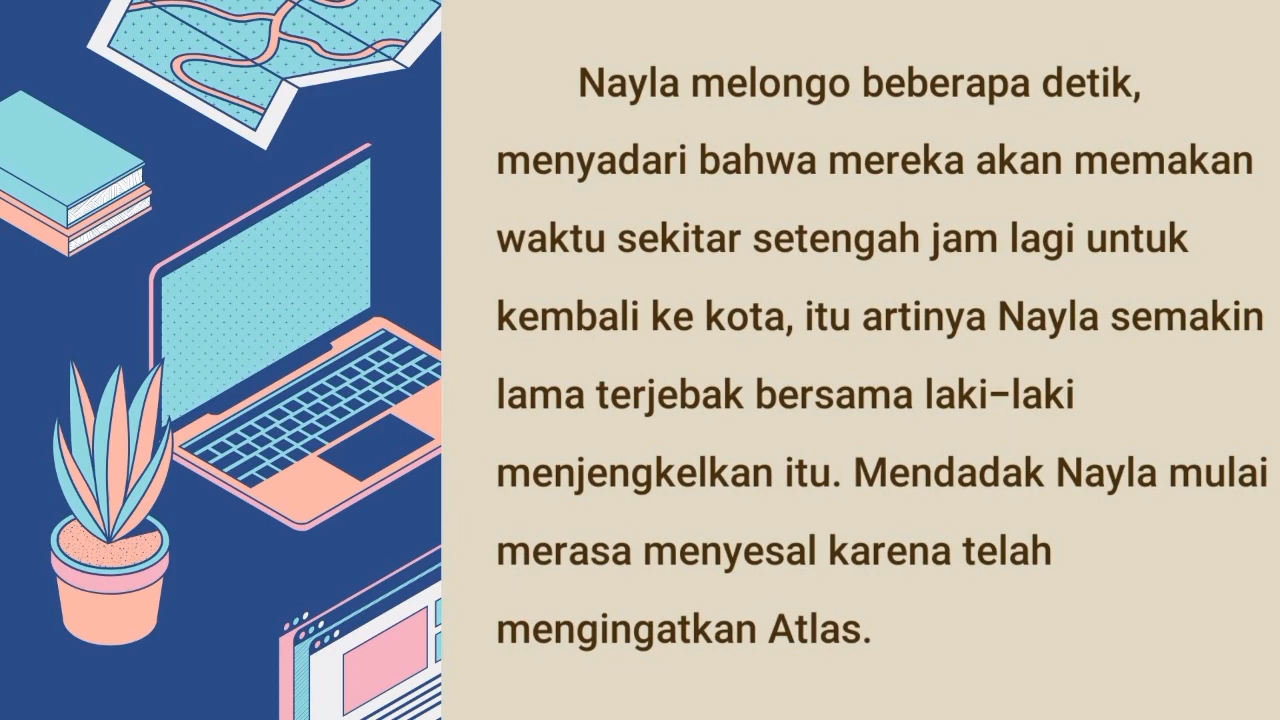 Nayla melongo beberapa detik,
menyadari bahwa mereka akan memakan
waktu sekitar setengah jam lagi untuk
kembali ke kota, itu artinya Nayla semakin
lama terjebak bersama laki-laki
menjengkelkan itu. Mendadak Nayla mulai
merasa menyesal karena telah
mengingatkan Atlas.